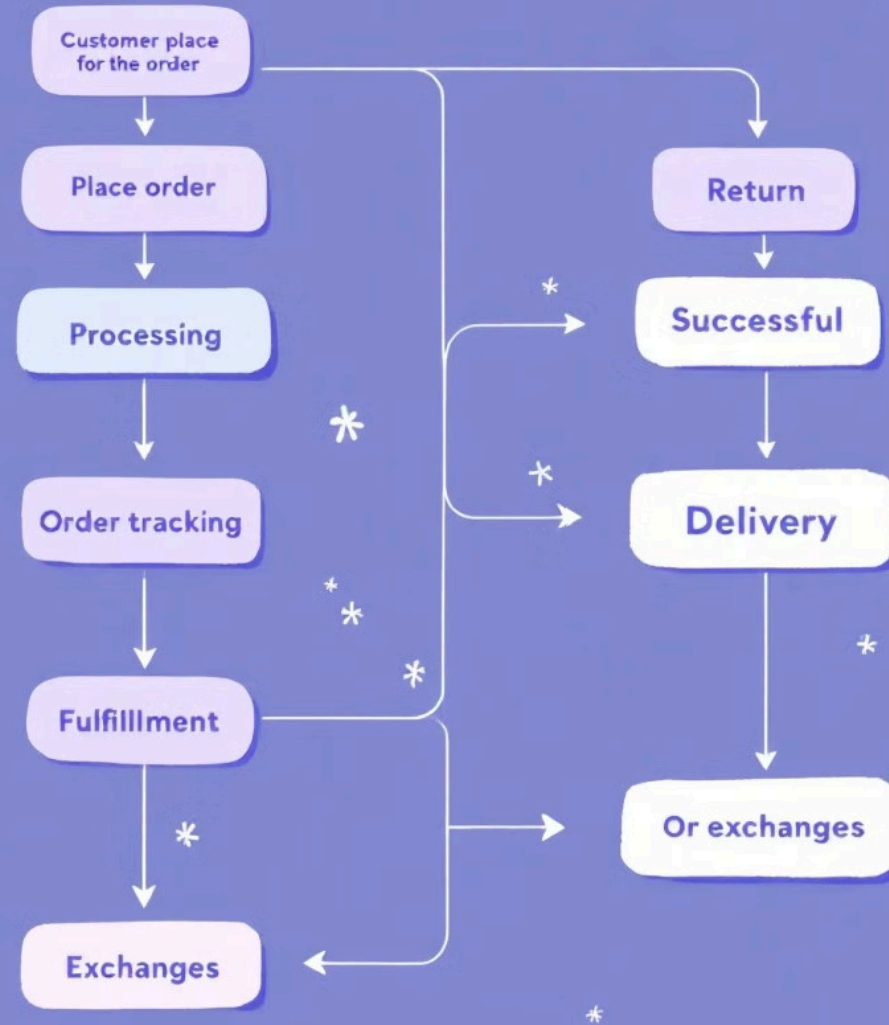 Customer place
for the order
Place order
Processing
Order tracking
Fulfilllment
Exchanges
Return
Successful
Delivery
Or exchanges